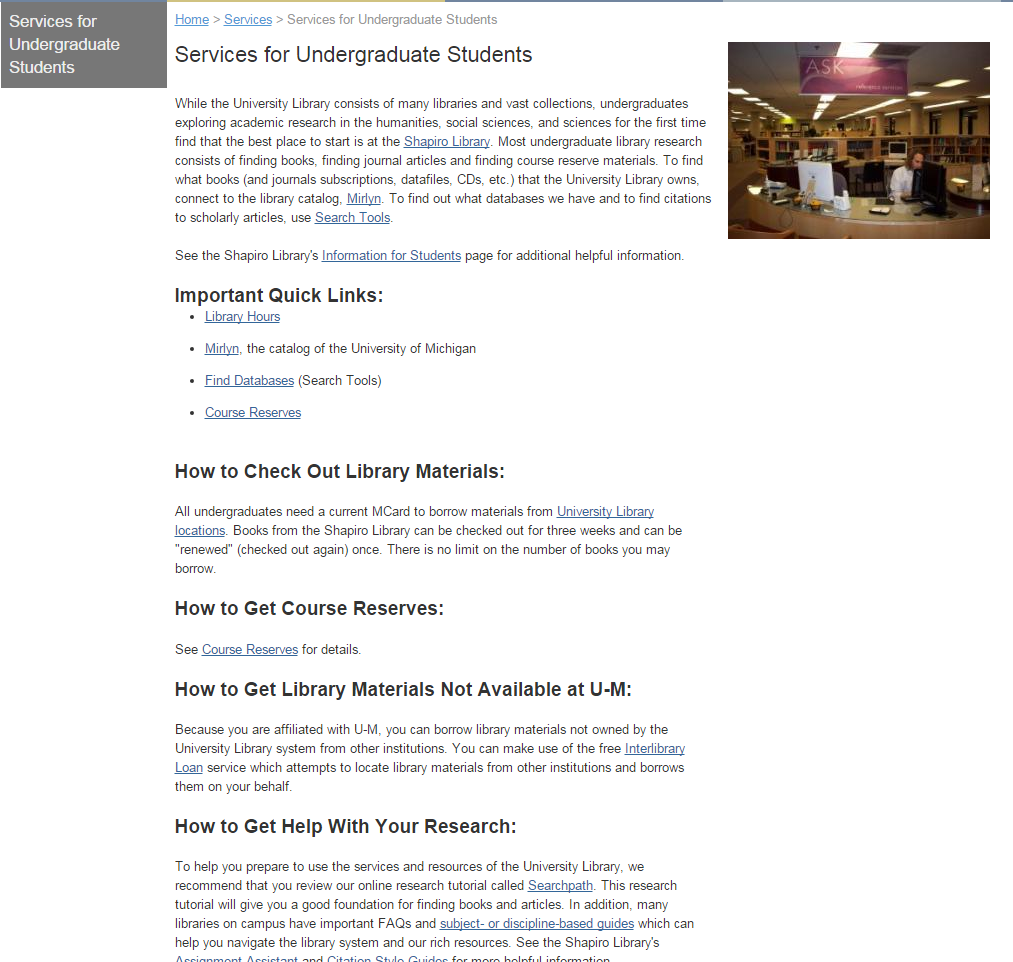 Services for
Undergraduate
Students
Home > Services > Services for Undergraduate Students
Services for Undergraduate Students
ASK
While the University Library consists of many libraries and vast collections, undergraduates
exploring academic research in the humanities, social sciences, and sciences for the first time
find that the best place to start is at the Shapiro Library. Most undergraduate library research
consists of finding books, finding journal articles and finding course reserve materials. To find
what books (and journals subscriptions, datafiles, CDs, etc.) that the University Library owns,
connect to the library catalog, Mirlyn. To find out what databases we have and to find citations
to scholarly articles, use Search Tools.
See the Shapiro Library's Information for Students page for additional helpful information.
Important Quick Links:
• Library Hours
• Mirlyn, the catalog of the University of Michigan
• Find Databases (Search Tools)
• Course Reserves
How to Check Out Library Materials:
All undergraduates need a current MCard to borrow materials from University Library
locations. Books from the Shapiro Library can be checked out for three weeks and can be
"renewed" (checked out again) once. There is no limit on the number of books you may
borrow.
How to Get Course Reserves:
See Course Reserves for details.
How to Get Library Materials Not Available at U-M:
Because you are affiliated with U-M, you can borrow library materials not owned by the
University Library system from other institutions. You can make use of the free Interlibrary
Loan service which attempts to locate library materials from other institutions and borrows
them on your behalf.
How to Get Help With Your Research:
To help you prepare to use the services and resources of the University Library, we
recommend that you review our online research tutorial called Searchpath. This research
tutorial will give you a good foundation for finding books and articles. In addition, many
libraries on campus have important FAQs and subject- or discipline-based guides which can
help you navigate the library system and our rich resources. See the Shapiro Library's
Assignment Assistant and Citation Style Guides for more helpful information.